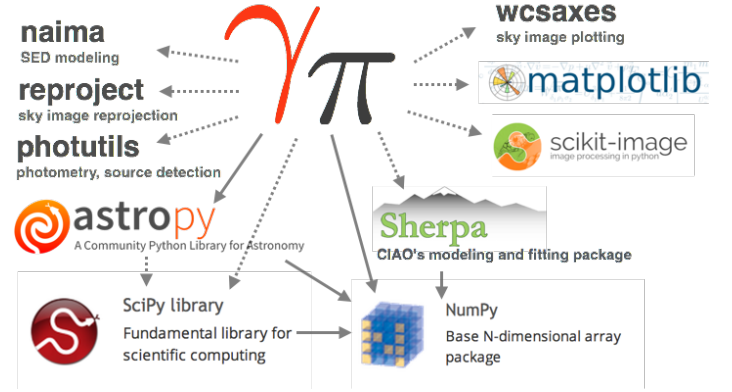 naima
SED modeling
reproject
sky image reprojection
photutils
photometry, source detection
γπ
wcsaxes
sky image plotting
matplotlib
scikit-image
image processing in python
astropy
A Community Python Library for Astronomy
Sherpa
CIAO's modeling and fitting package
SciPy library
Fundamental library for
scientific computing
NumPy
Base N-dimensional array
package